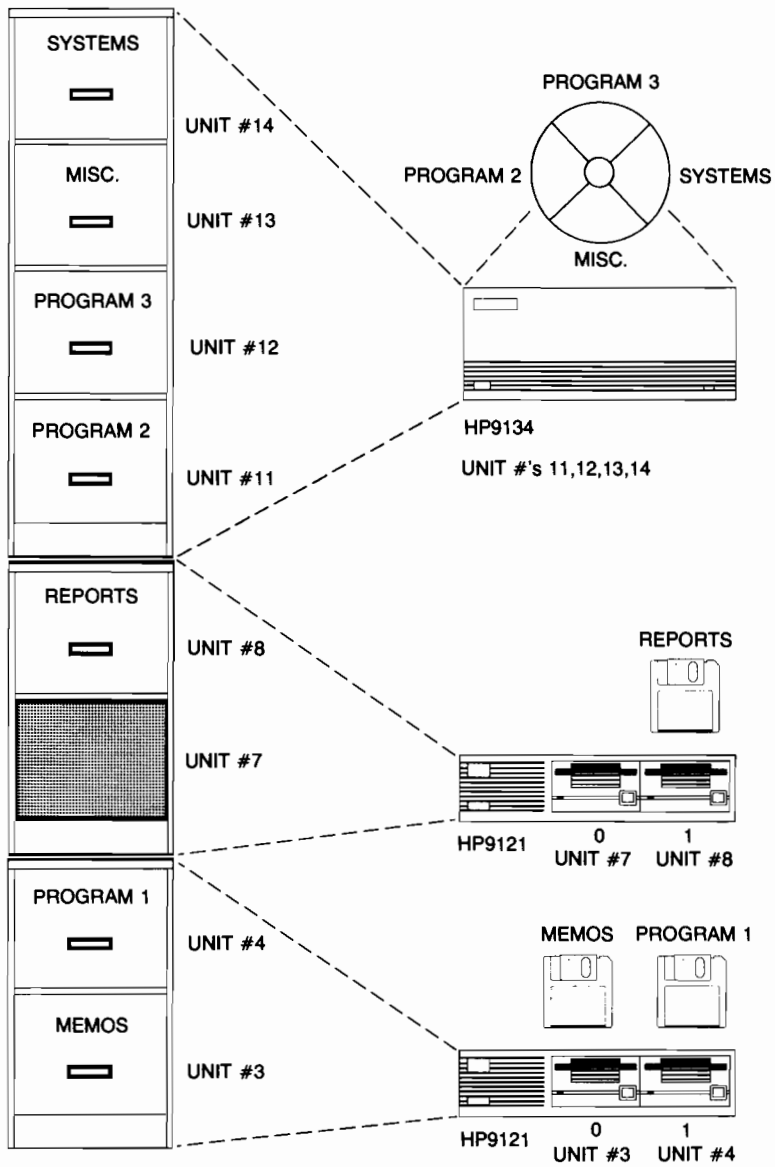 SYSTEMS
UNIT #14
MISC.
UNIT #13
PROGRAM 3
UNIT #12
PROGRAM 2
UNIT #11
PROGRAM 3
PROGRAM 2
SYSTEMS
MISC.
HP9134
UNIT #'s 11,12,13,14
REPORTS
UNIT #8
UNIT #7
REPORTS
HP9121
0
1
UNIT #7
UNIT #8
PROGRAM 1
UNIT #4
MEMOS
UNIT #3
MEMOS
PROGRAM 1
HP9121
0
1
UNIT #3
UNIT #4